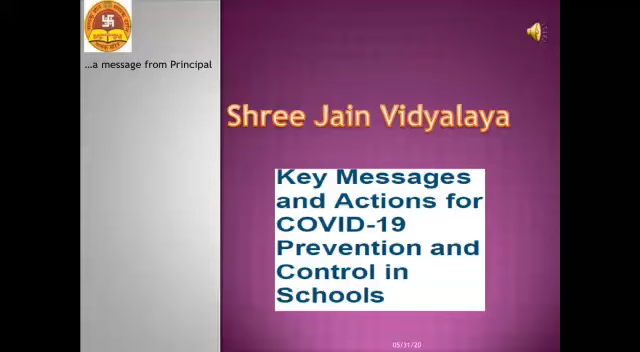 ...a message from Principal
Shree Jain Vidyalaya
Key Messages
and Actions for
COVID-19
Prevention and
Control in
Schools
05/31/20